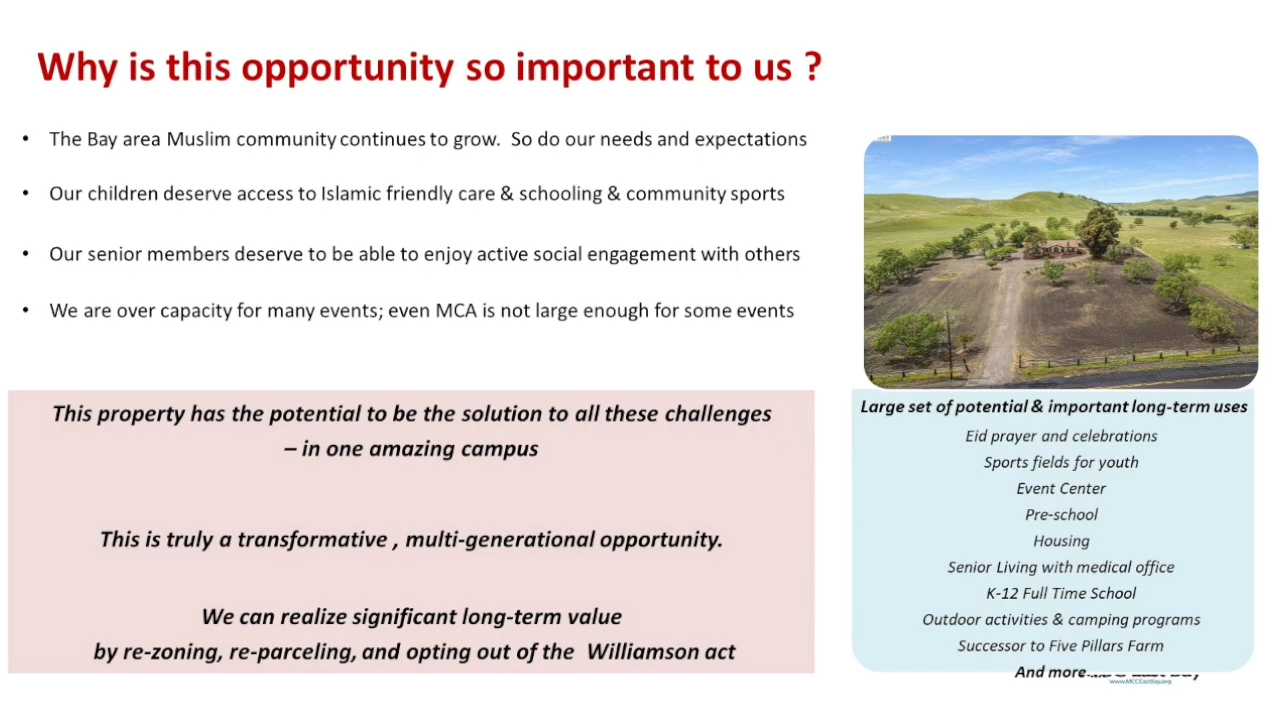 Why is this opportunity so important to us ?
• The Bay area Muslim community continues to grow. So do our needs and expectations
• Our children deserve access to Islamic friendly care & schooling & community sports
• Our senior members deserve to be able to enjoy active social engagement with others
• We are over capacity for many events; even MCA is not large enough for some events
This property has the potential to be the solution to all these challenges
– in one amazing campus
This is truly a transformative , multi-generational opportunity.
We can realize significant long-term value
by re-zoning, re-parceling, and opting out of the Williamson act
Large set of potential & important long-term uses
Eid prayer and celebrations
Sports fields for youth
Event Center
Pre-school
Housing
Senior Living with medical office
K-12 Full Time School
Outdoor activities & camping programs
Successor to Five Pillars Farm
And more...
East Bay
www.MCCEastBay.org